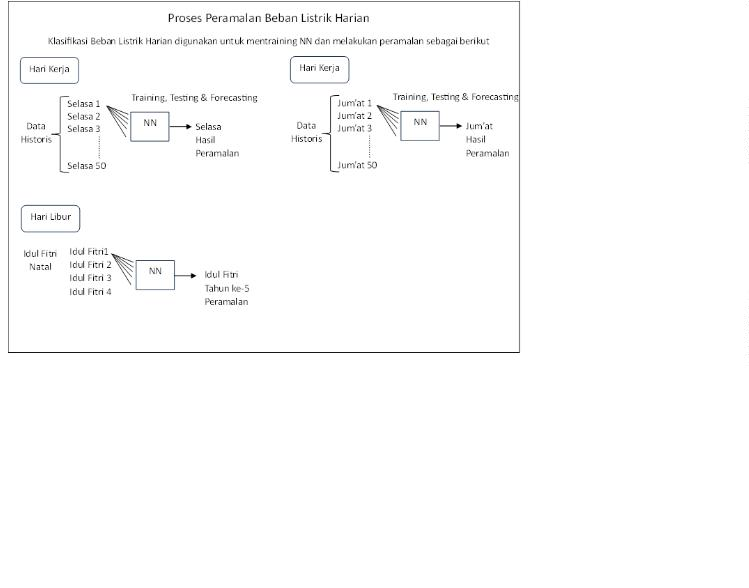 Proses Peramalan Beban Listrik Harian
Klasifikasi Beban Listrik Harian digunakan untuk mentraining NN dan melakukan peramalan sebagai berikut
Hari Kerja
Training, Testing & Forecasting
Data
Historis
Selasa 1
Selasa 2
Selasa 3
Selasa 50
NN
Selasa
Hasil
Peramalan
Hari Kerja
Training, Testing & Forecasting
Data
Historis
Jum'at 1
Jum'at 2
Jum'at 3
Jum'at 50
NN
Jum'at
Hasil
Peramalan
Hari Libur
Idul Fitri
Natal
Idul Fitri1
Idul Fitri 2
Idul Fitri 3
Idul Fitri 4
NN
Idul Fitri
Tahun ke-5
Peramalan